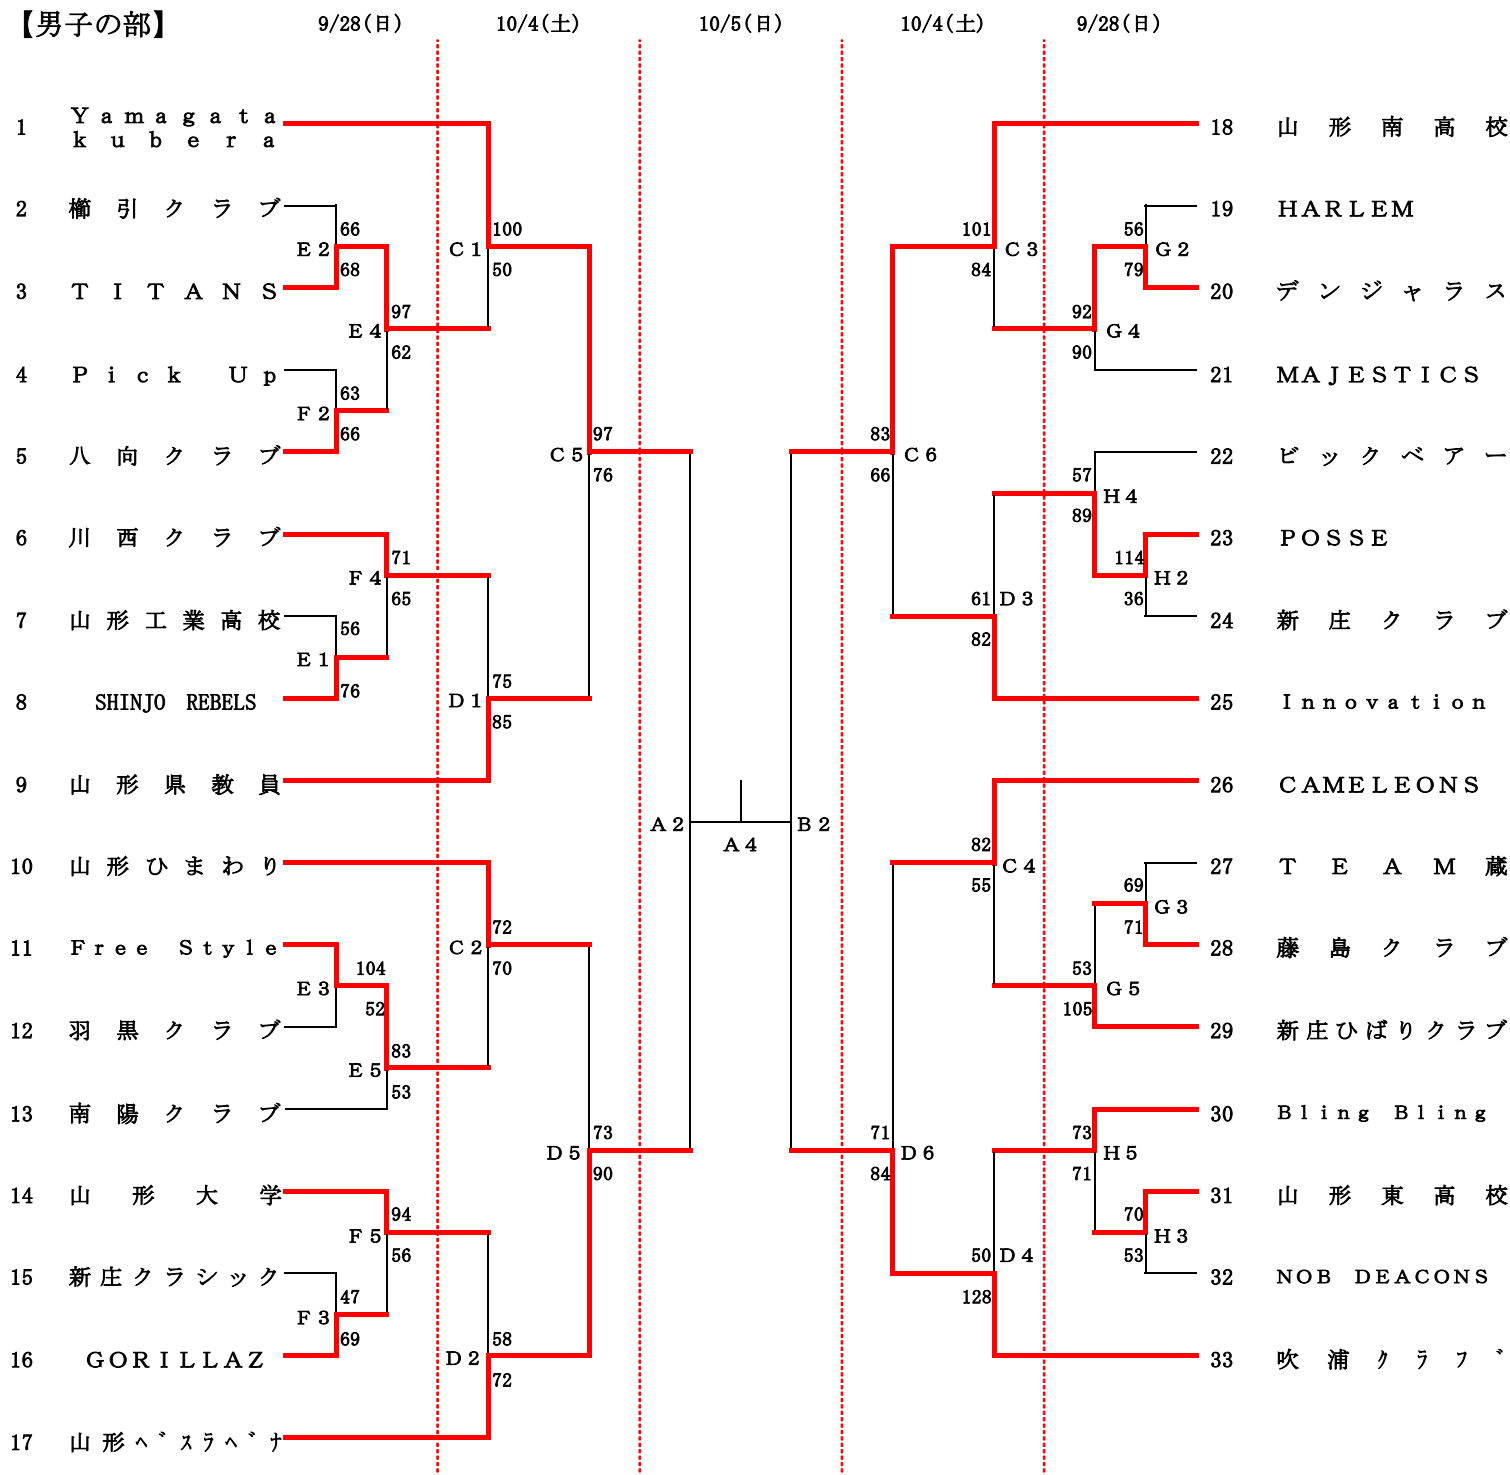 【男子の部】 9/28(日) 10/4(土) 10/5(日) 10/4(土) 9/28(日)
1 Yamagata kubera
2 櫛引クラブ
3 TITANS
4 Pick Up
5 八向クラブ
6 川西クラブ
7 山形工業高校
8 SHINJO REBELS
9 山形県教員
10 山形ひまわり
11 Free Style
12 羽黒クラブ
13 南陽クラブ
14 山形大学
15 新庄クラシック
16 GORILLAZ
17 山形ﾍﾞｽﾗﾍﾞﾅ
E2 66 68
E4 97 62
F2 63 66
F4 71 65
E1 56 76
E3 104 52
E5 83 53
F5 94 56
F3 47 69
C1 100 50
D1 75 85
C2 72 70
D2 58 72
C5 97 76
D5 73 90
A2
A4
B2
C6 83 66
D6 71 84
C3 101 84
D3 61 82
C4 82 55
D4 50 128
G2 56 79
G4 92 90
H4 57 89
H2 114 36
G3 69 71
G5 53 105
H5 73 71
H3 70 53
18 山形南高校
19 HARLEM
20 デンジャラス
21 MAJESTICS
22 ビックベアー
23 POSSE
24 新庄クラブ
25 Innovation
26 CAMELEONS
27 TEAM蔵
28 藤島クラブ
29 新庄ひばりクラブ
30 Bling Bling
31 山形東高校
32 NOB DEACONS
33 吹浦ｸﾗﾌﾞ